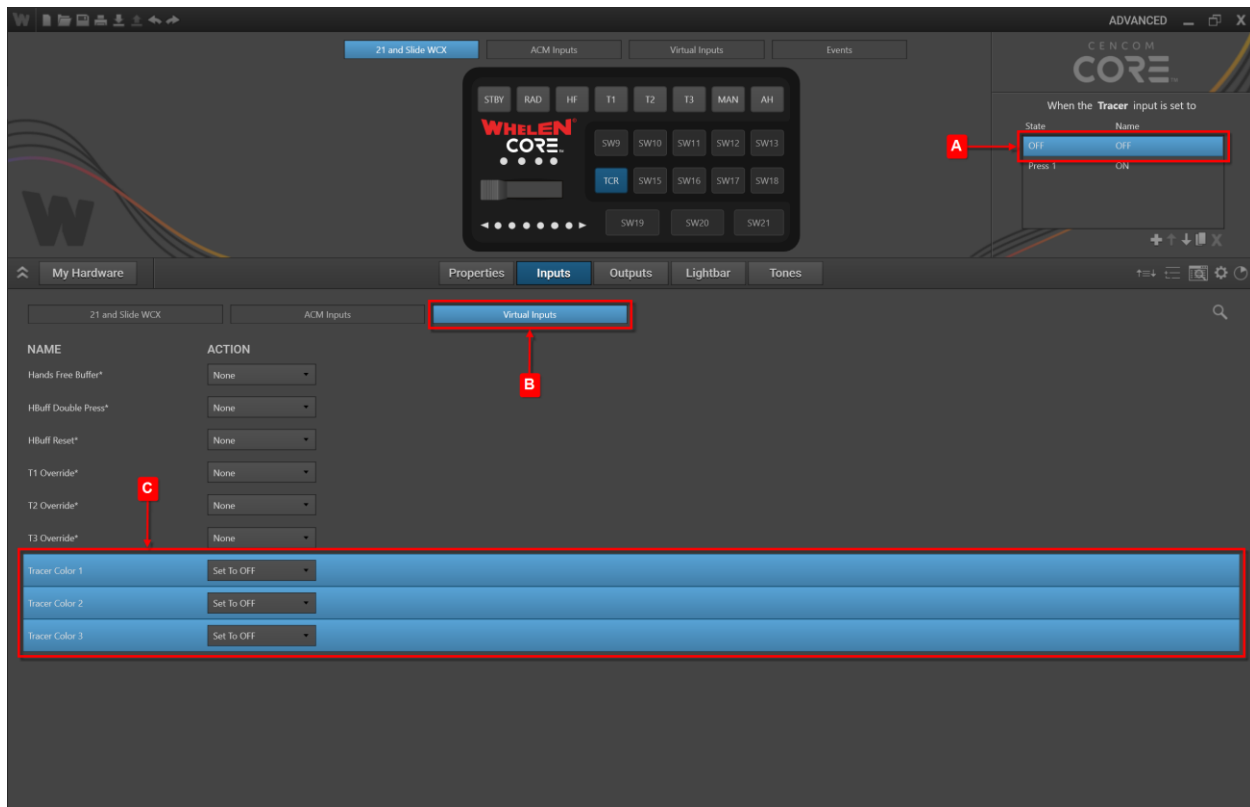 W ADVANCED X
21 and Slide WCX ACM Inputs Virtual Inputs Events
CENCOM
CORE
When the Tracer input is set to
State Name
OFF OFF
Press 1 ON
A
STBY RAD HF T1 T2 T3 MAN AH
WHELEN®
CORE™
SW9 SW10 SW11 SW12 SW13
TCR SW15 SW16 SW17 SW18
SW19 SW20 SW21
W
X
My Hardware Properties Inputs Outputs Lightbar Tones
21 and Slide WCX ACM Inputs Virtual Inputs
B
NAME ACTION
Hands Free Buffer* None
HBuff Double Press* None
HBuff Reset* None
T1 Override* None
C
T2 Override* None
T3 Override* None
Tracer Color 1 Set To OFF
Tracer Color 2 Set To OFF
Tracer Color 3 Set To OFF